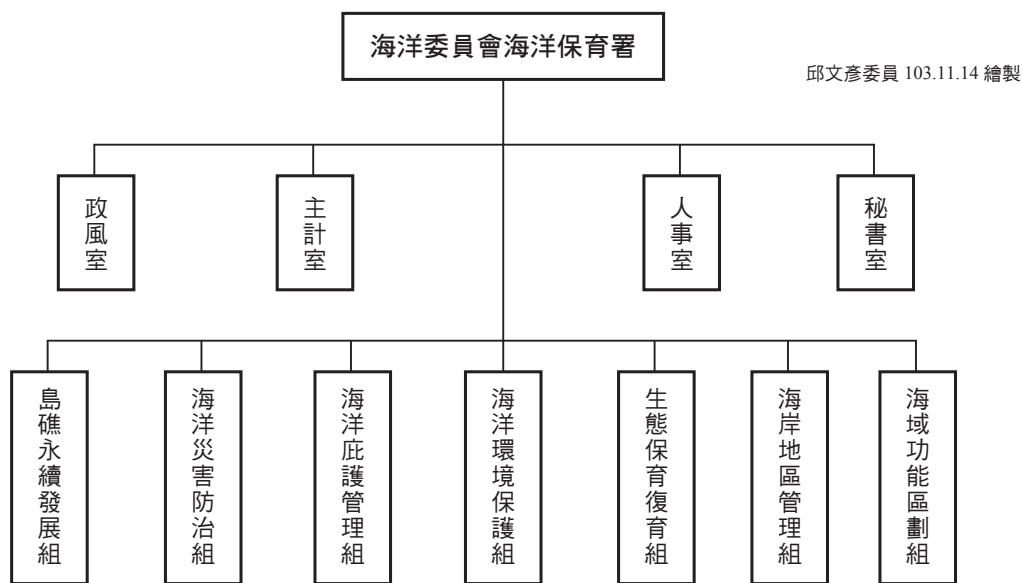 海洋委員會海洋保育署
邱文彥委員 103.11.14 繪製
政風室
主計室
人事室
秘書室
島礁永續發展組
海洋災害防治組
海洋庇護管理組
海洋環境保護組
生態保育復育組
海岸地區管理組
海域功能區劃組